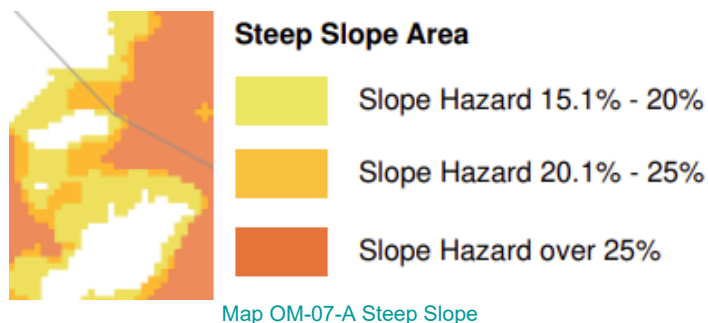 Steep Slope Area
Slope Hazard 15.1% - 20%
Slope Hazard 20.1% - 25%
Slope Hazard over 25%
Map OM-07-A Steep Slope